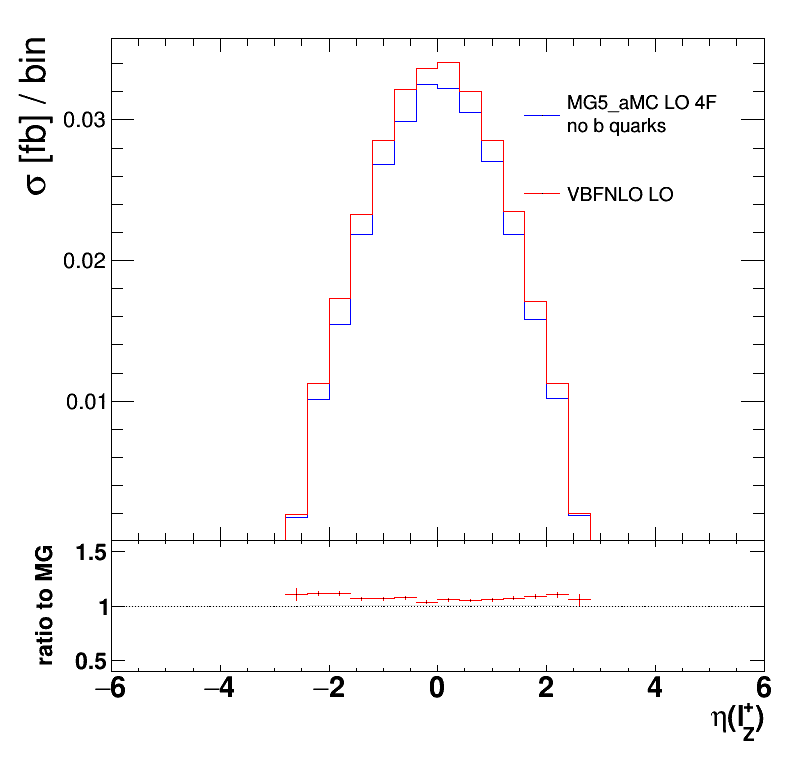 σ [fb] / bin
0.03
0.02
0.01
MG5_aMC LO 4F
no b quarks
VBFNLO LO
ratio to MG
1.5
1
0.5
−6 −4 −2 0 2 4 6
η(l⁺_Z)